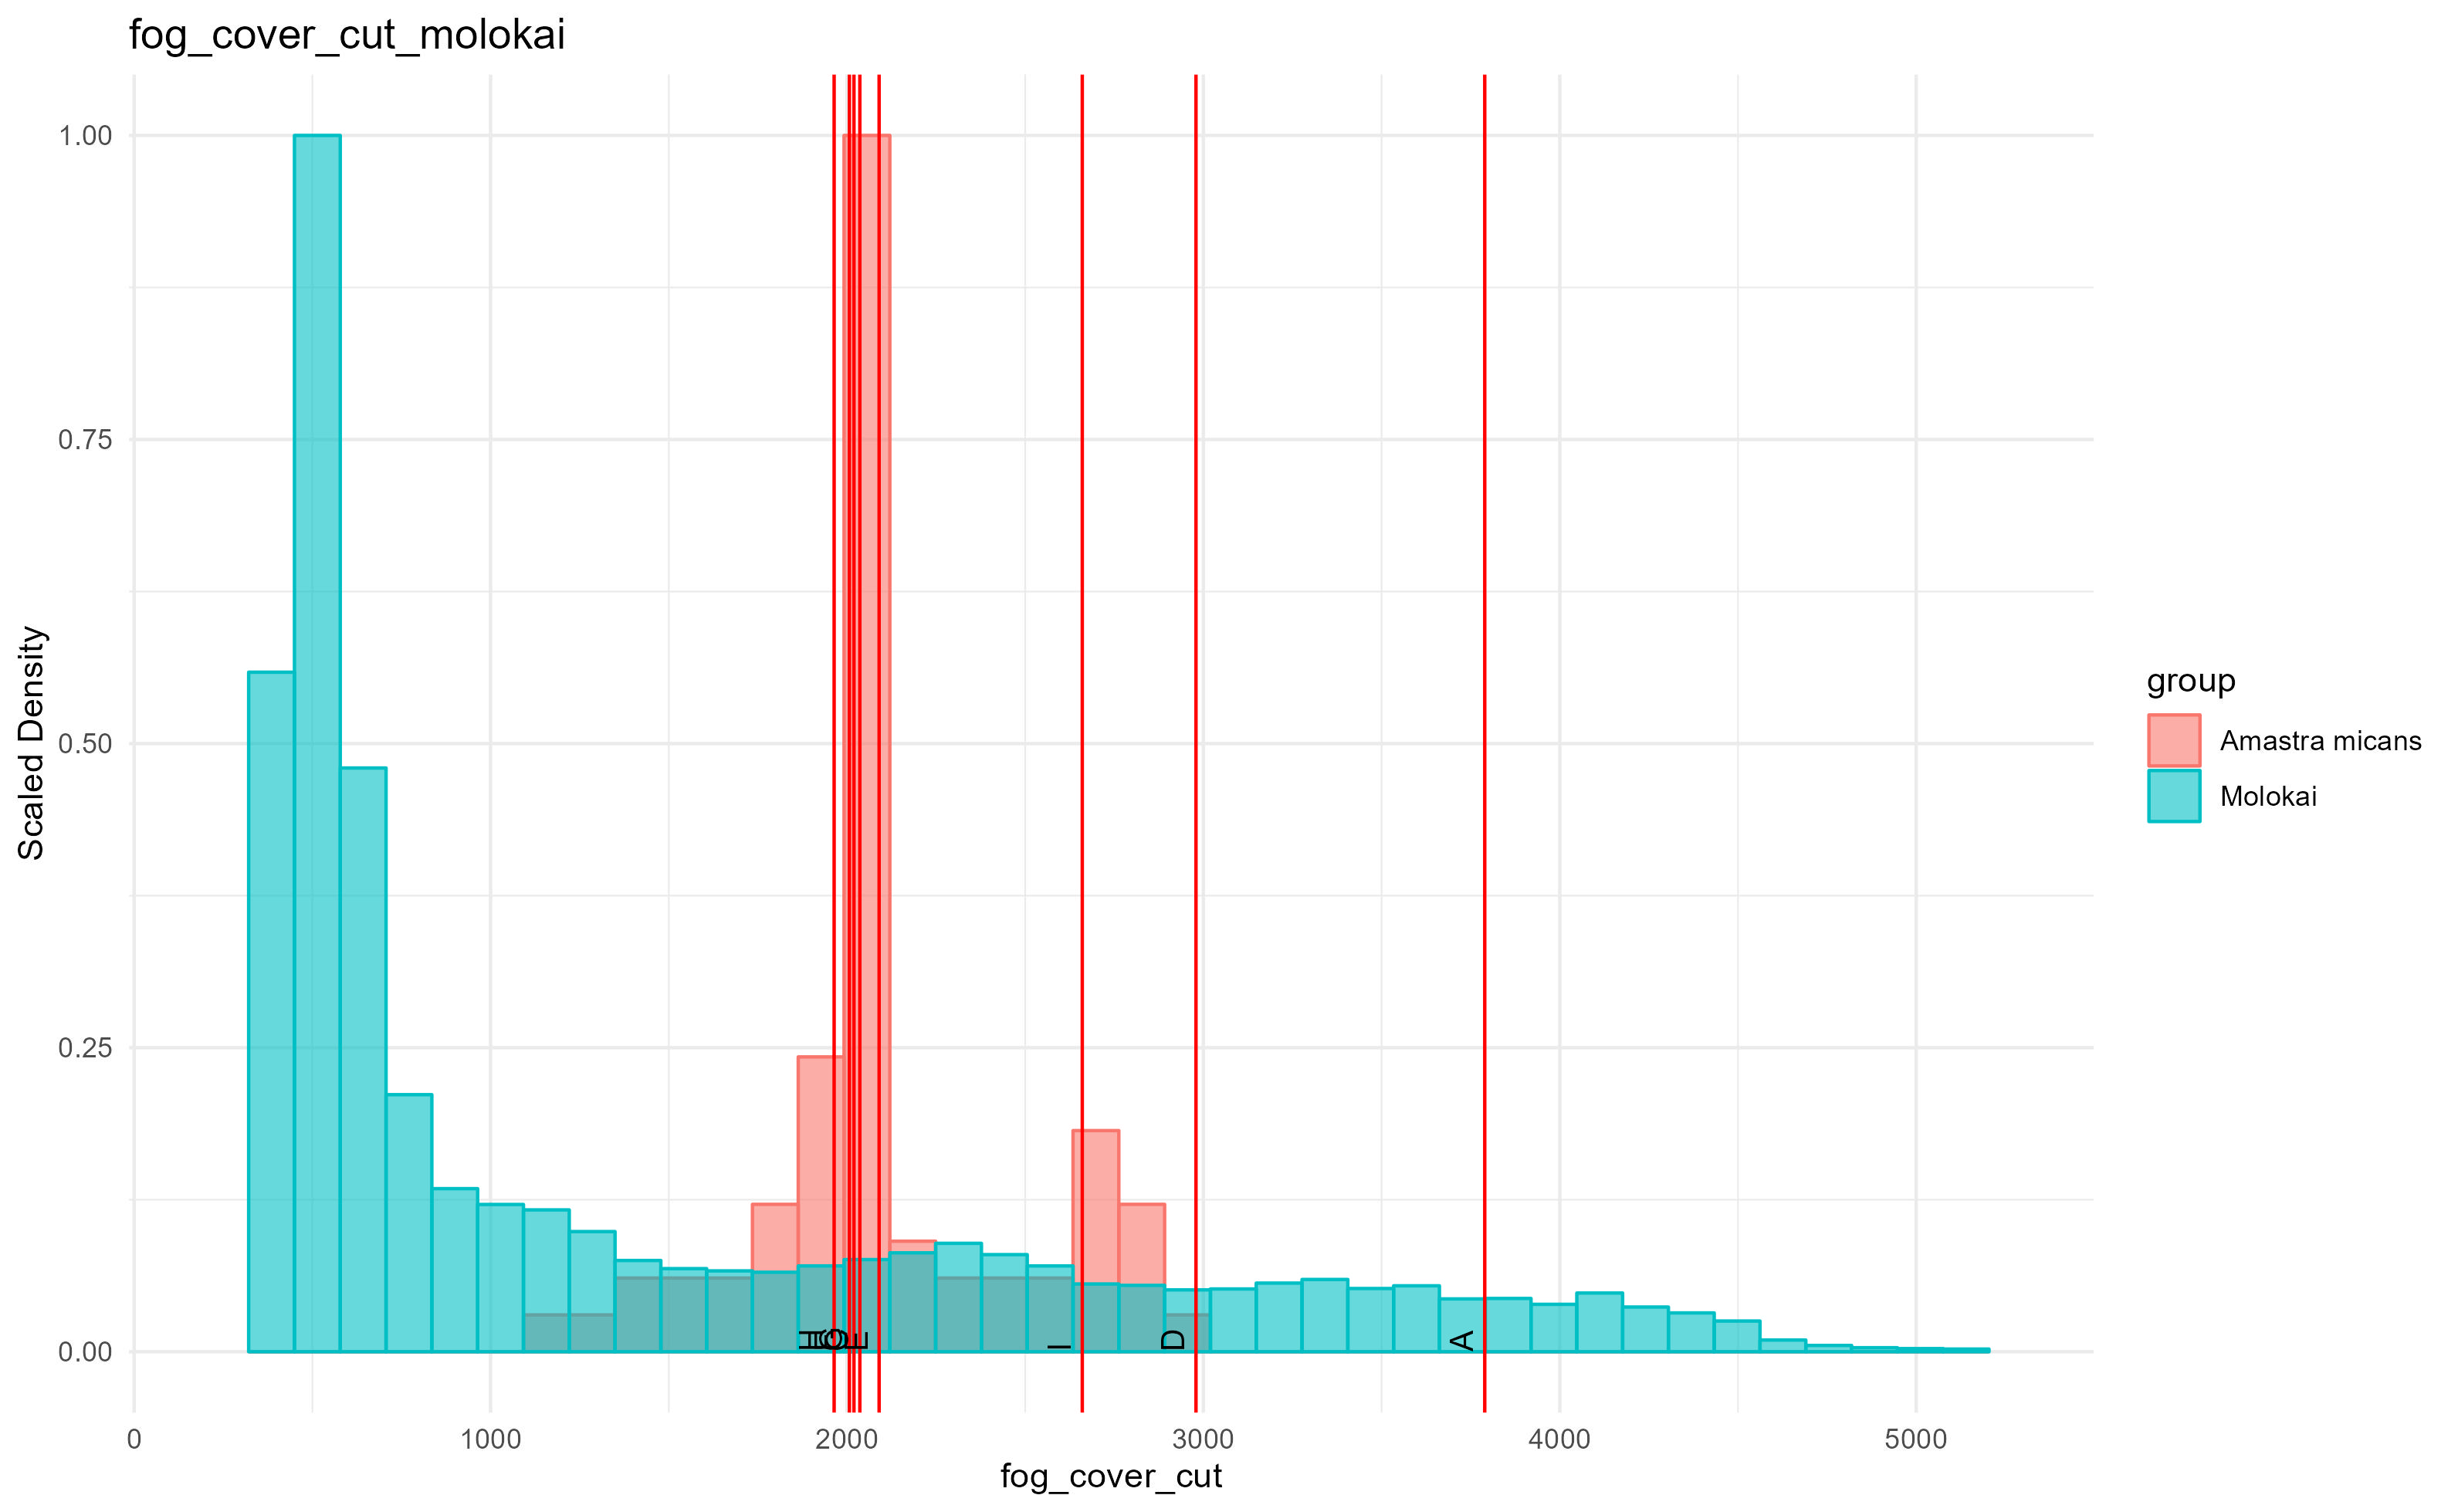 fog_cover_cut_molokai
1.00
0.75
0.50
0.25
0.00
Scaled Density
H
E
I
D
A
0
1000
2000
3000
4000
5000
fog_cover_cut
group
Amastra micans
Molokai